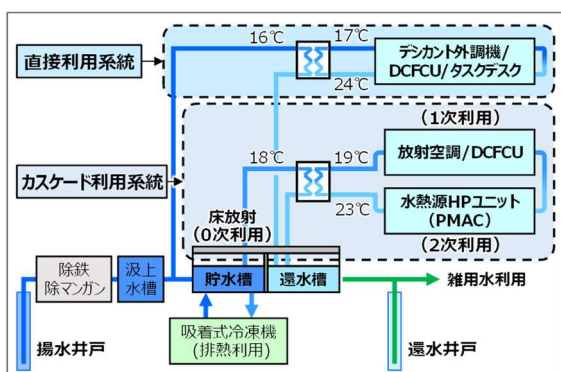 16℃
17℃
直接利用系統
デシカント外調機/
DCFCU/タスクデスク
24℃
(1次利用)
18℃
19℃
放射空調/DCFCU
カスケード利用系統
床放射
(0次利用)
23℃
水熱源HPユニット
(PMAC)
(2次利用)
除鉄
除マンガン
汲上
水槽
貯水槽
還水槽
雑用水利用
吸着式冷凍機
(排熱利用)
揚水井戸
還水井戸